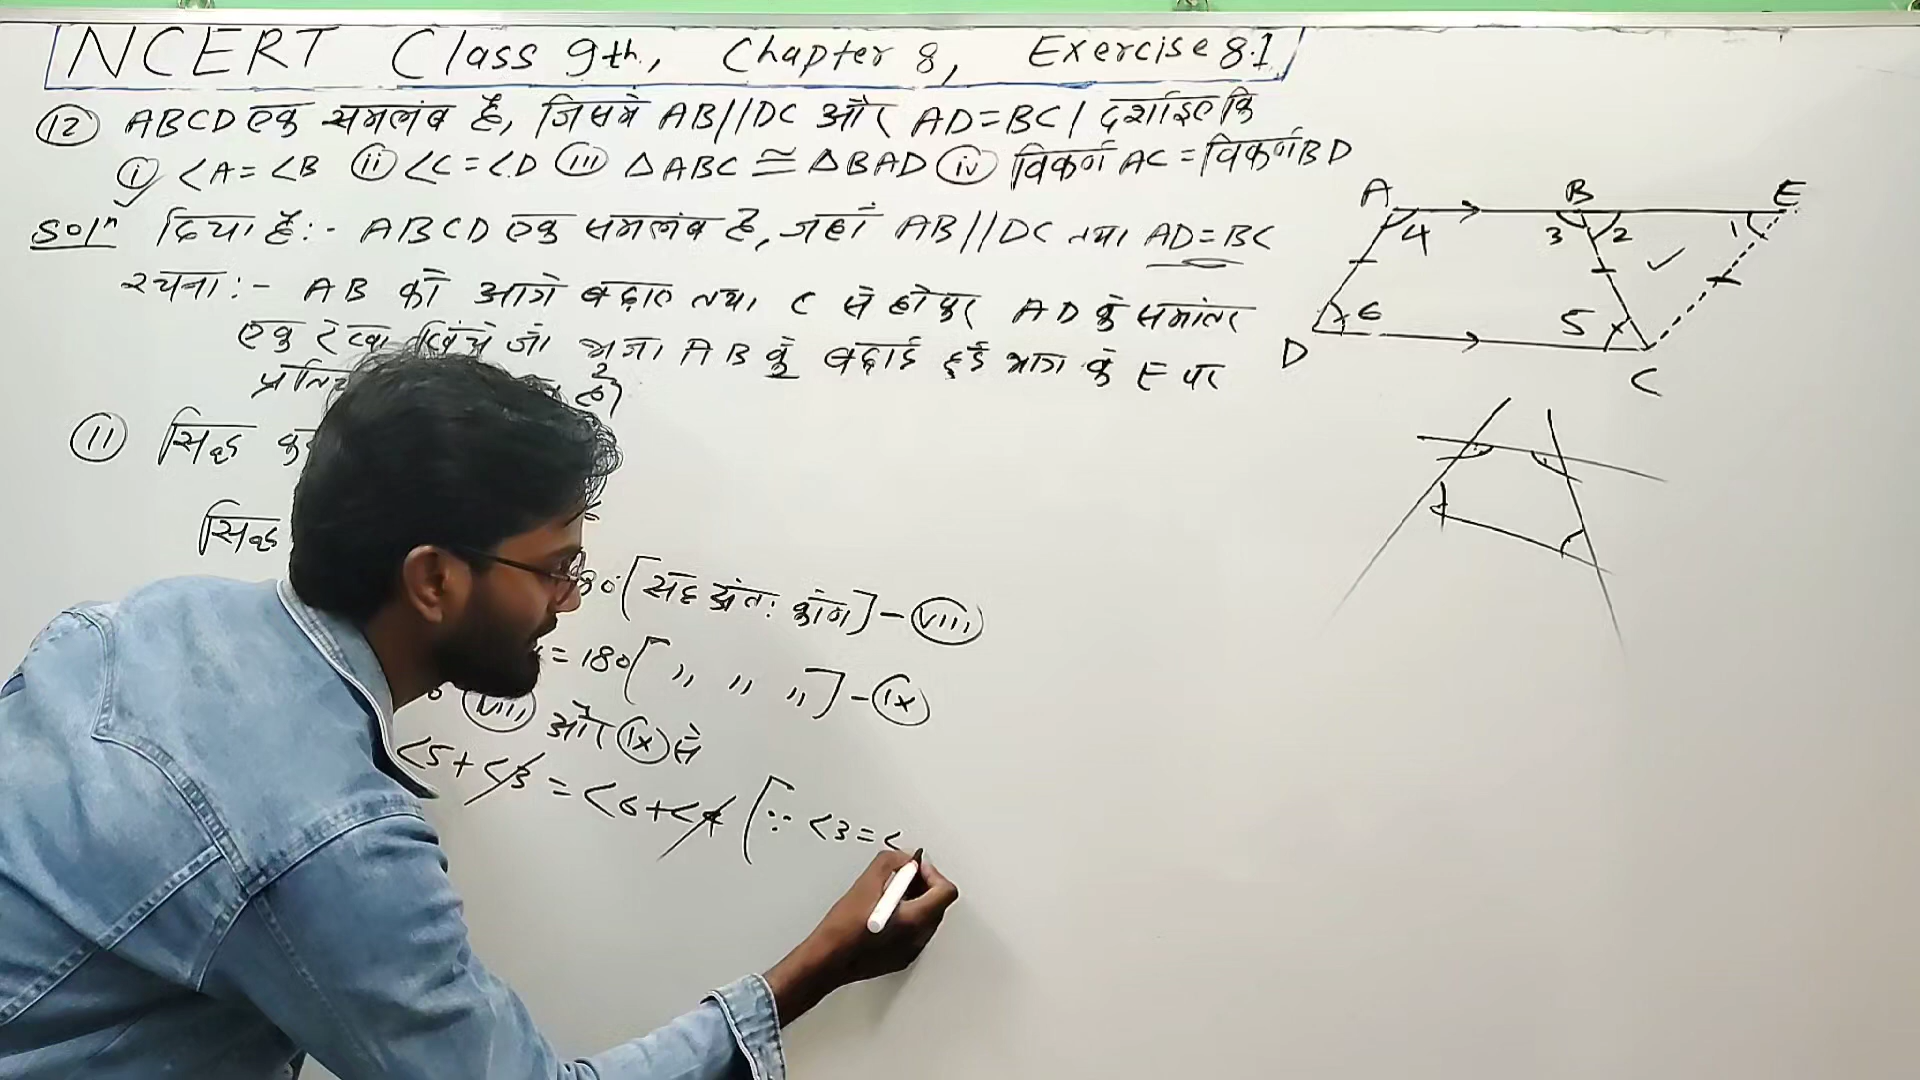 NCERT Class 9th, Chapter 8, Exercise 8.1
(12) ABCD एक समलंब है, जिसमें AB//DC और AD=BC। दर्शाइए कि
(i) <A=<B (ii) <C=<D (iii) △ABC ≅ △BAD (iv) विकर्ण AC = विकर्ण BD
Solⁿ दिया है:- ABCD एक समलंब है, जहाँ AB//DC तथा AD=BC
रचना:- AB को आगे बढ़ाए तथा C से होकर AD के समांतर
एक रेखा खिंचे जो भुजा AB के बढ़ाई हुई भाग के E पर
(ii) सिद्ध
सिद्ध
[सह अंत: कोण] - (viii)
= 180 [ ,, ,, ,, ] - (ix)
(viii) और (ix) से
<5 + <3 = <6 + <4 [∵ <3 = <
A B E
4 3 2 1
6 5
D C